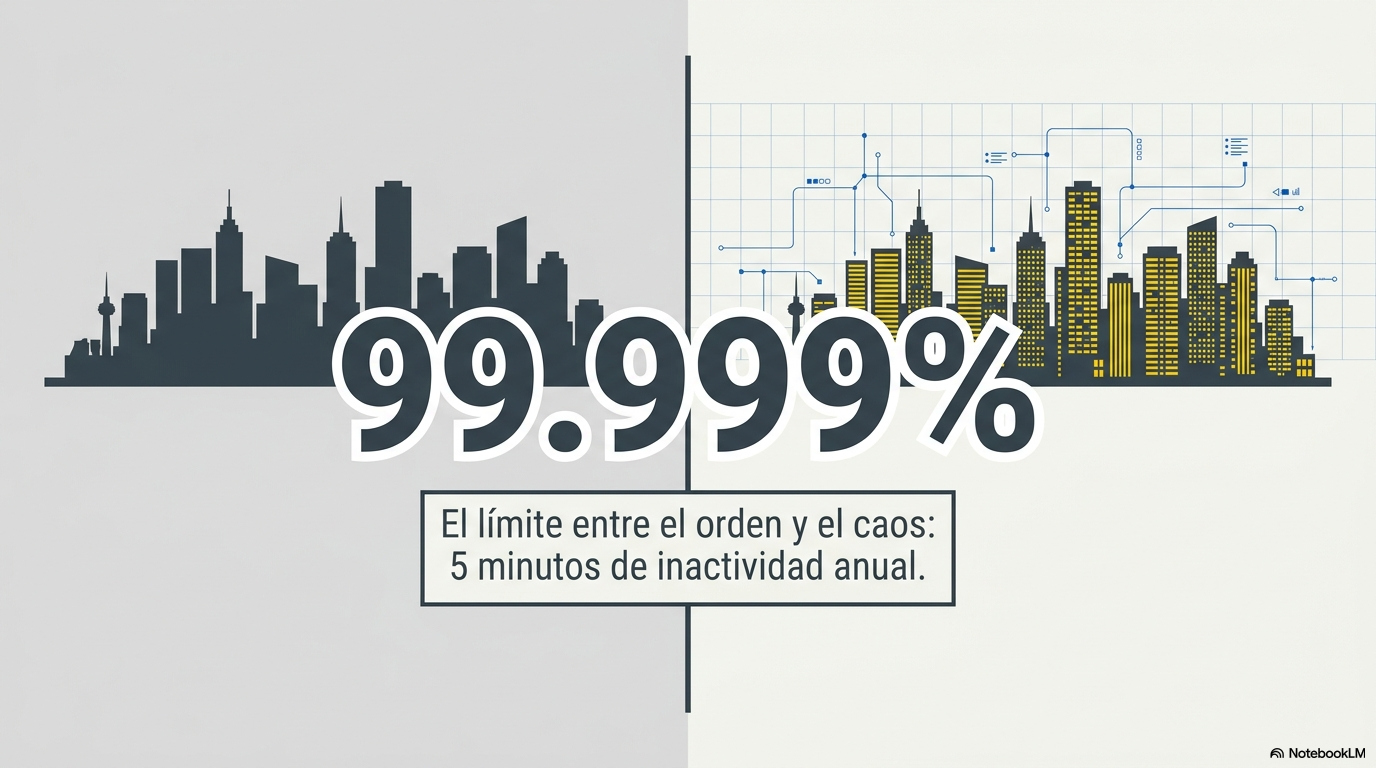 99.999%
El límite entre el orden y el caos:
5 minutos de inactividad anual.
NotebookLM